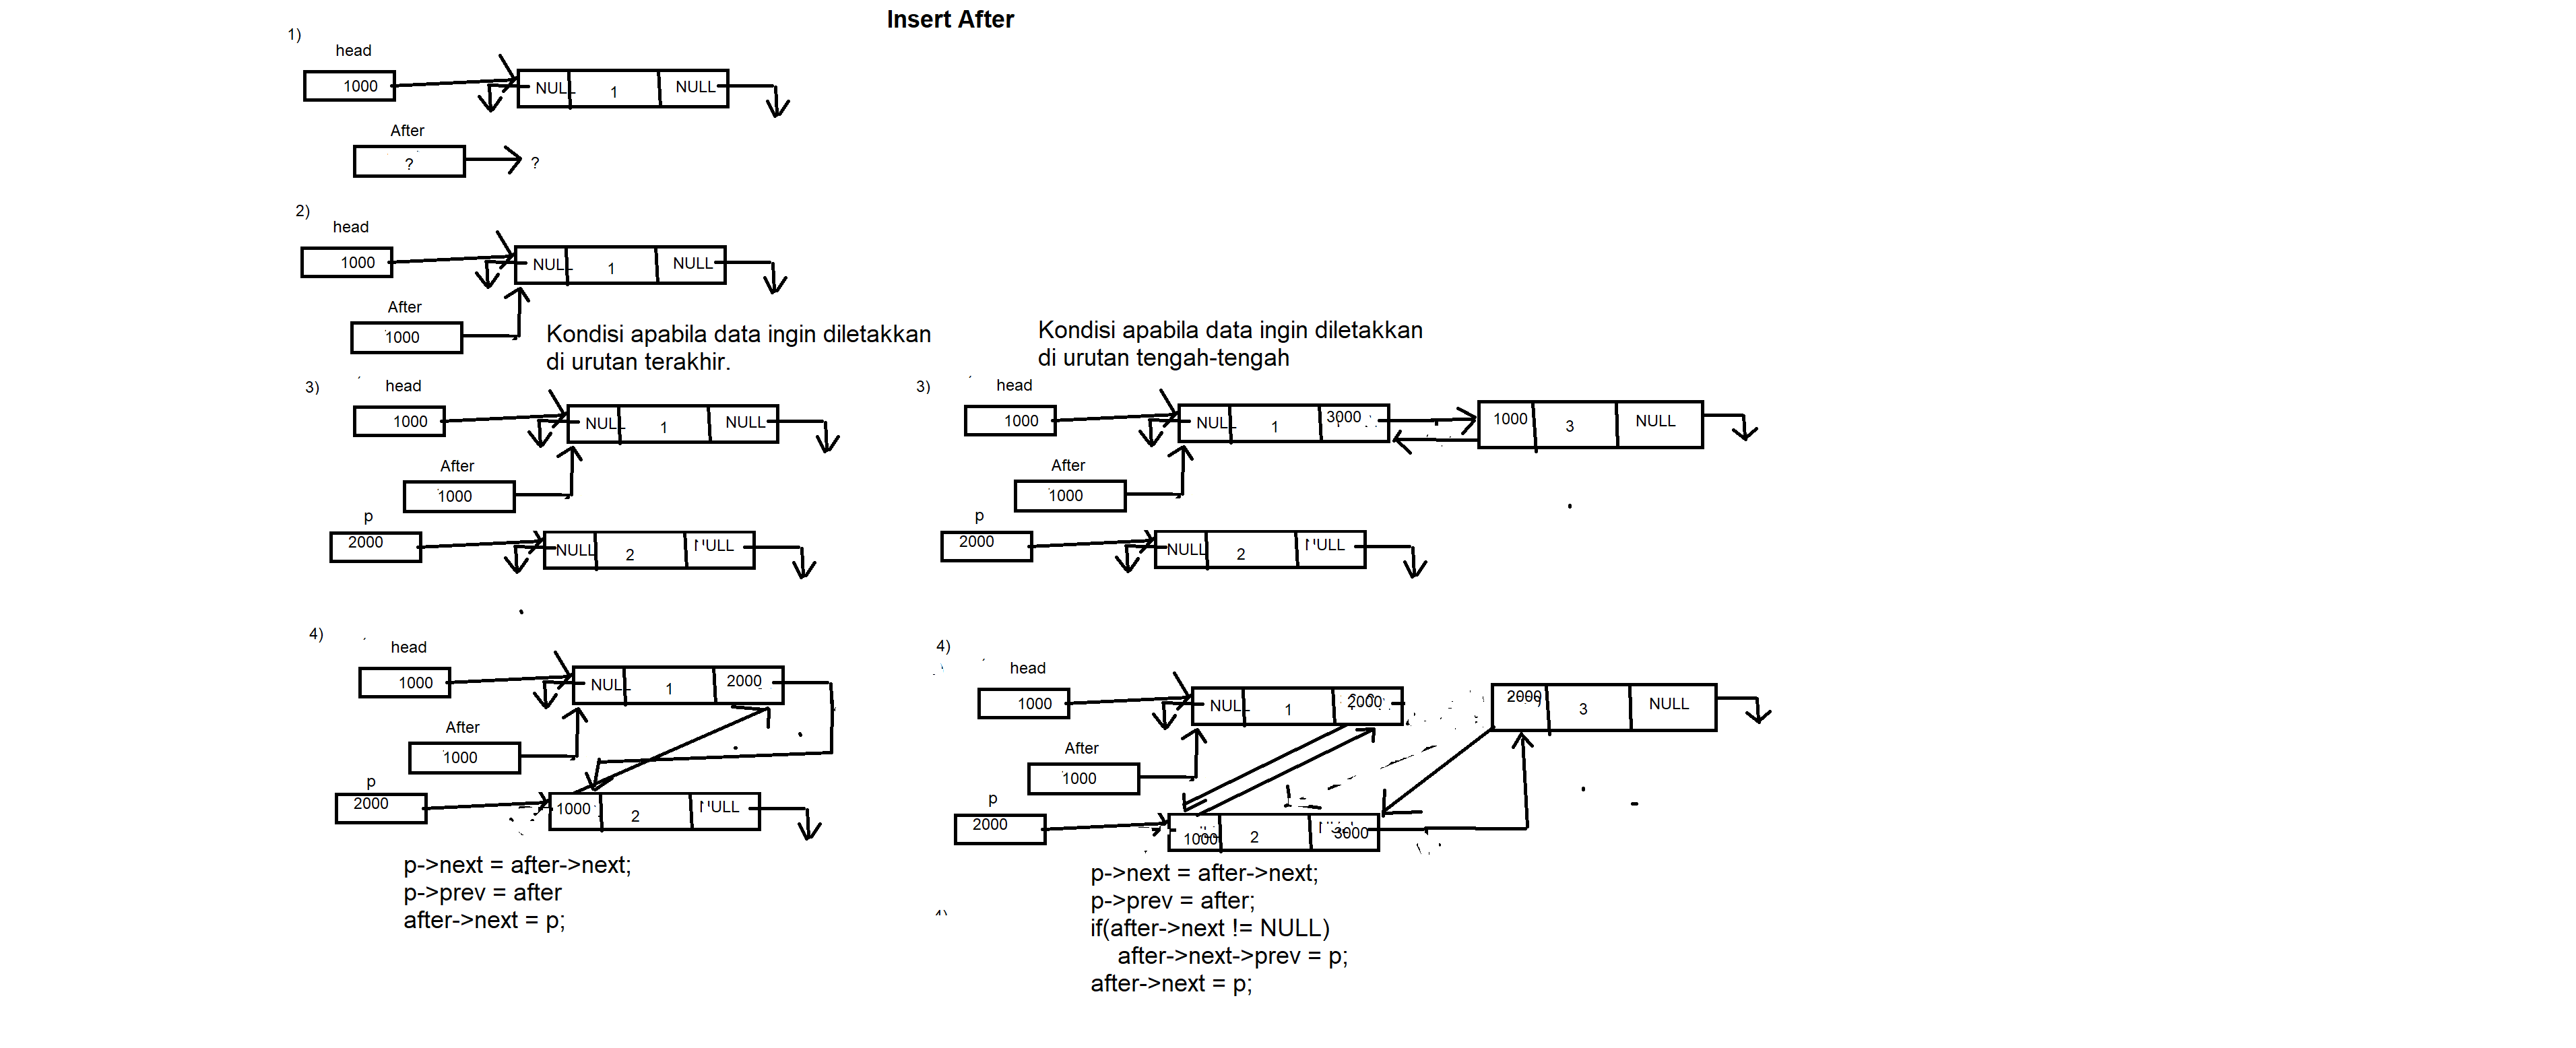 Insert After
1)
head
1000
NULL 1 NULL
After
?
?
2)
head
1000
NULL 1 NULL
After
1000
Kondisi apabila data ingin diletakkan
di urutan terakhir.
3)
head
1000
NULL 1 NULL
After
1000
p
2000
NULL 2 NULL
4)
head
1000
NULL 1 2000
After
1000
p
2000
1000 2 NULL
p->next = after->next;
p->prev = after
after->next = p;
Kondisi apabila data ingin diletakkan
di urutan tengah-tengah
3)
head
1000
NULL 1 3000
1000 3 NULL
After
1000
p
2000
NULL 2 NULL
4)
head
1000
NULL 1 2000
2000 3 NULL
After
1000
p
2000
1000 2 3000
p->next = after->next;
p->prev = after;
if(after->next != NULL)
after->next->prev = p;
after->next = p;